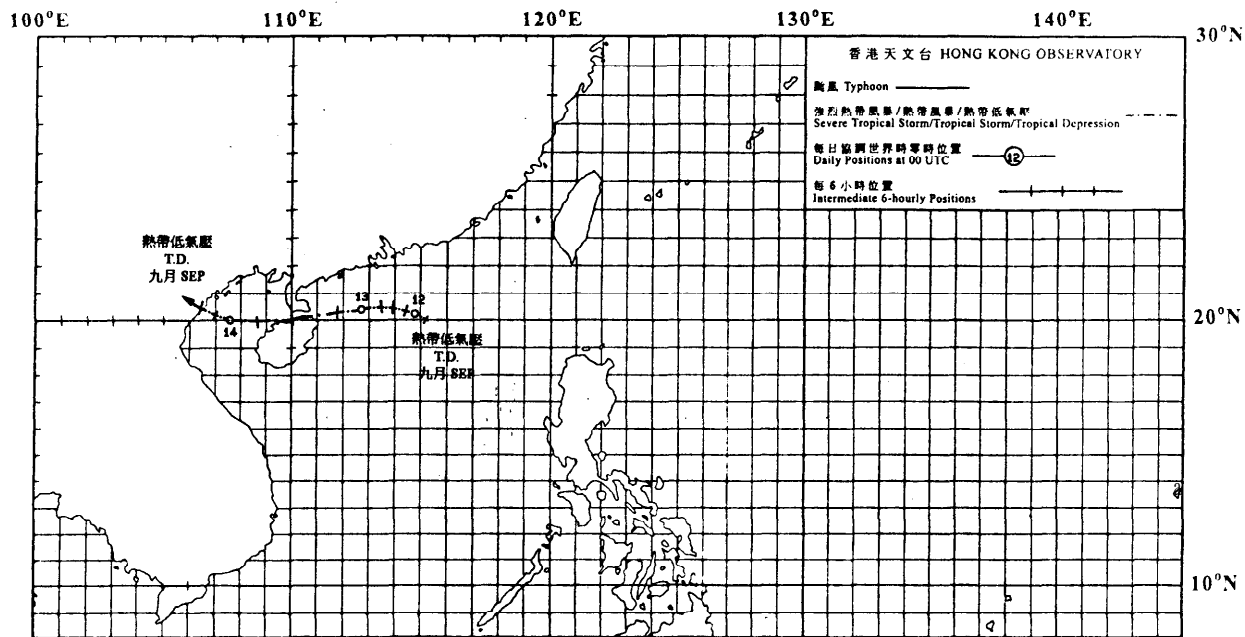 100°E 110°E 120°E 130°E 140°E
30°N
香港天文台 HONG KONG OBSERVATORY
颱風 Typhoon
強烈熱帶風暴/熱帶風暴/熱帶低氣壓
Severe Tropical Storm/Tropical Storm/Tropical Depression
每日協調世界時零時位置
Daily Positions at 00 UTC
12
每6小時位置
Intermediate 6-hourly Positions
熱帶低氣壓
T.D.
九月 SEP
13
12
14
20°N
熱帶低氣壓
T.D.
九月 SEP
10°N